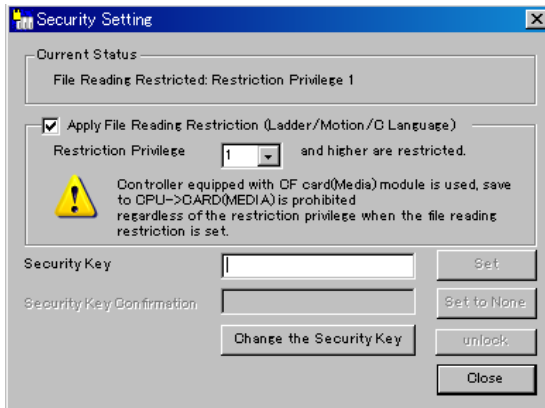 Security Setting
Current Status
File Reading Restricted: Restriction Privilege 1
Apply File Reading Restriction (Ladder/Motion/C Language)
Restriction Privilege 1 and higher are restricted.
Controller equipped with CF card(Media) module is used, save
to CPU->CARD(MEDIA) is prohibited
regardless of the restriction privilege when the file reading
restriction is set.
Security Key Set
Security Key Confirmation Set to None
Change the Security Key unlock
Close